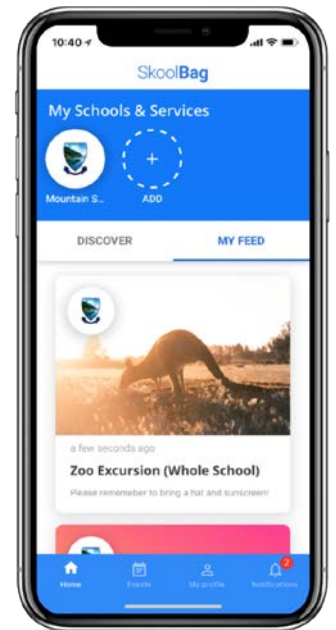 10:40
SkoolBag
My Schools & Services
+
Mountain S...
ADD
DISCOVER
MY FEED
a few seconds ago
Zoo Excursion (Whole School)
Please rememeber to bring a hat and sunscreen!
2
Home
Events
My profile
Notifications